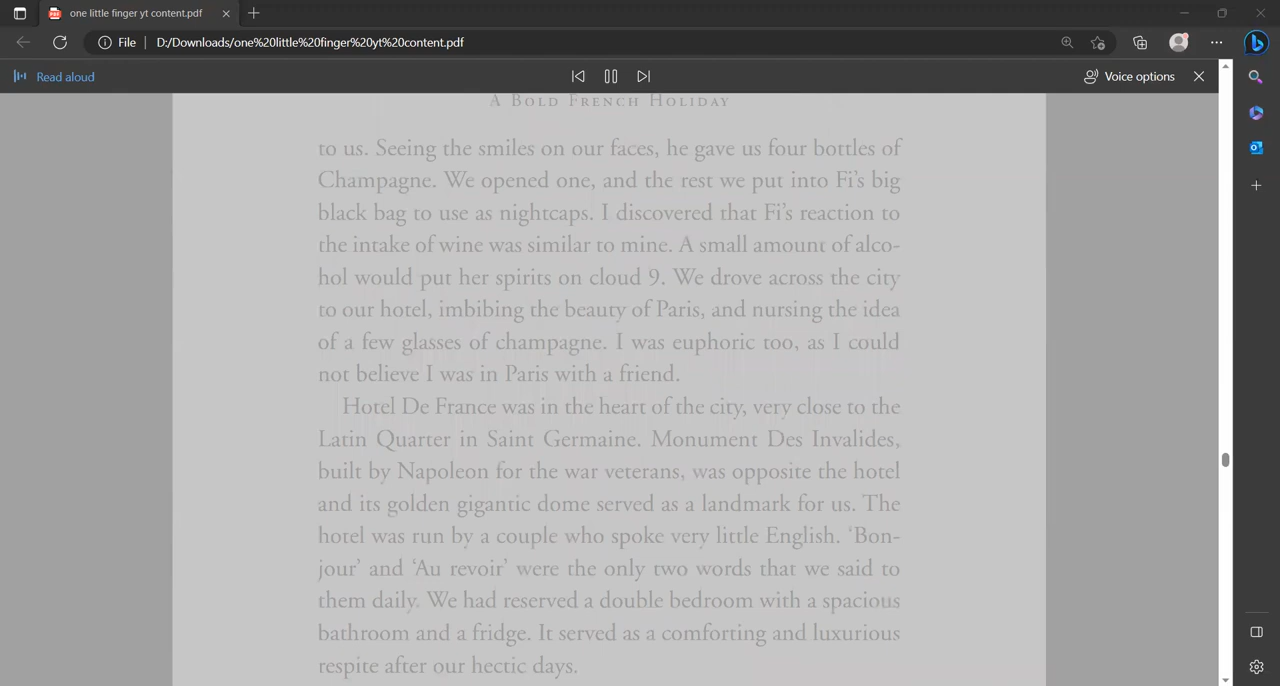 one little finger yt content.pdf
File
D:/Downloads/one%20little%20finger%20yt%20content.pdf
Read aloud
Voice options
A BOLD FRENCH HOLIDAY
to us. Seeing the smiles on our faces, he gave us four bottles of
Champagne. We opened one, and the rest we put into Fi’s big
black bag to use as nightcaps. I discovered that Fi’s reaction to
the intake of wine was similar to mine. A small amount of alco-
hol would put her spirits on cloud 9. We drove across the city
to our hotel, imbibing the beauty of Paris, and nursing the idea
of a few glasses of champagne. I was euphoric too, as I could
not believe I was in Paris with a friend.
Hotel De France was in the heart of the city, very close to the
Latin Quarter in Saint Germaine. Monument Des Invalides,
built by Napoleon for the war veterans, was opposite the hotel
and its golden gigantic dome served as a landmark for us. The
hotel was run by a couple who spoke very little English. ‘Bon-
jour’ and ‘Au revoir’ were the only two words that we said to
them daily. We had reserved a double bedroom with a spacious
bathroom and a fridge. It served as a comforting and luxurious
respite after our hectic days.